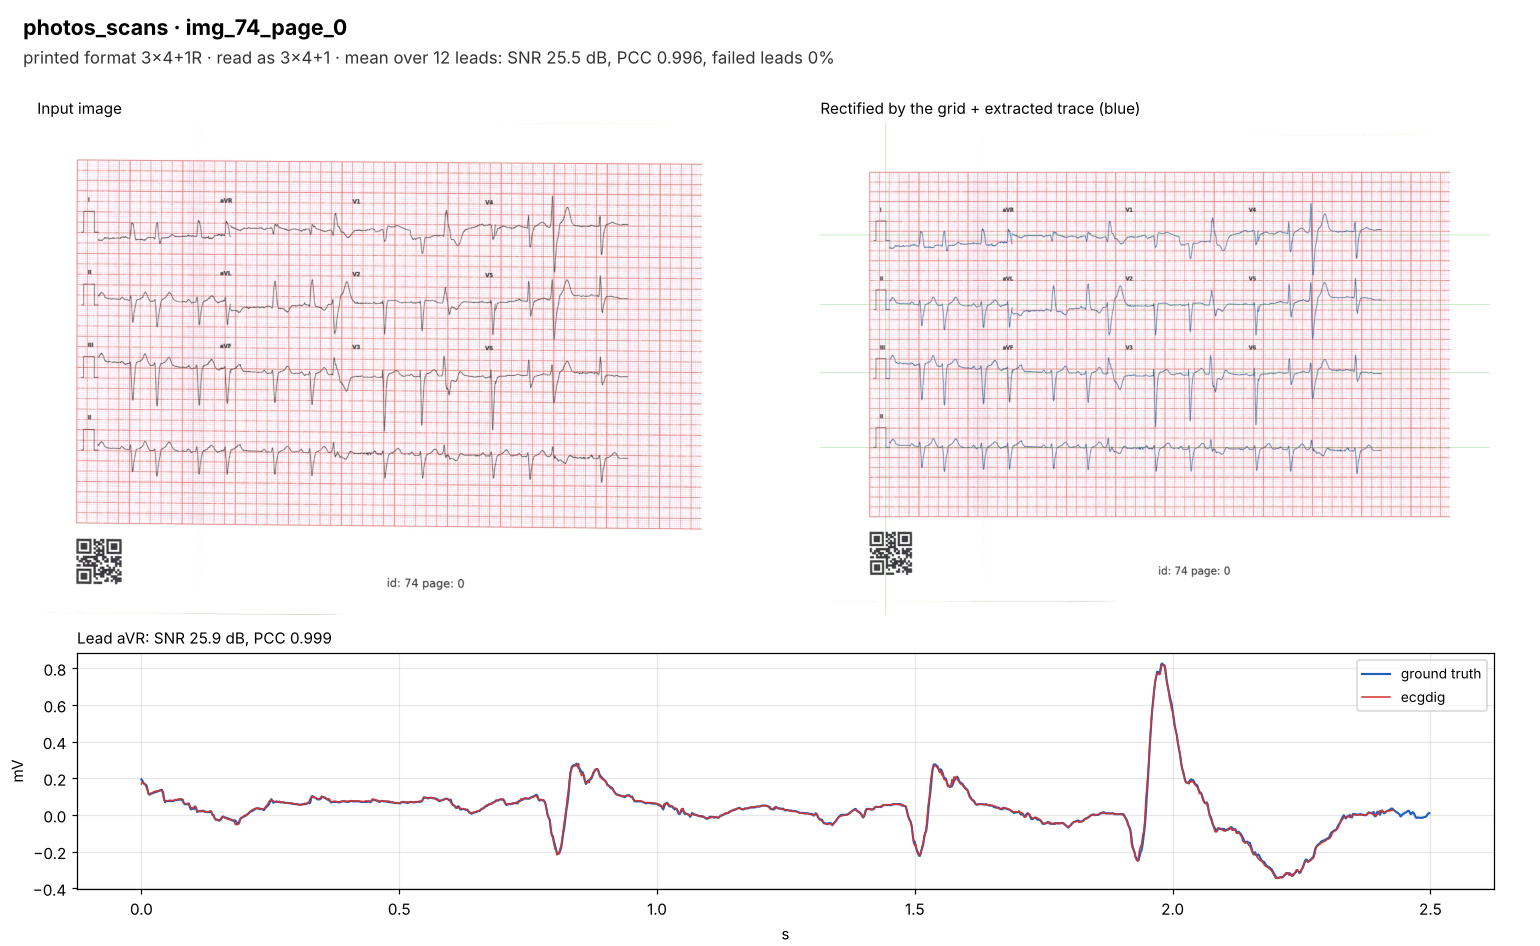 photos_scans · img_74_page_0
printed format 3×4+1R · read as 3×4+1 · mean over 12 leads: SNR 25.5 dB, PCC 0.996, failed leads 0%
Input image
Rectified by the grid + extracted trace (blue)
I aVR V1 V4
II aVL V2 V5
III aVF V3 V6
II
id: 74 page: 0
I aVR V1 V4
II aVL V2 V5
III aVF V3 V6
II
id: 74 page: 0
Lead aVR: SNR 25.9 dB, PCC 0.999
ground truth
ecgdig
mV
0.8
0.6
0.4
0.2
0.0
−0.2
−0.4
0.0 0.5 1.0 1.5 2.0 2.5
s